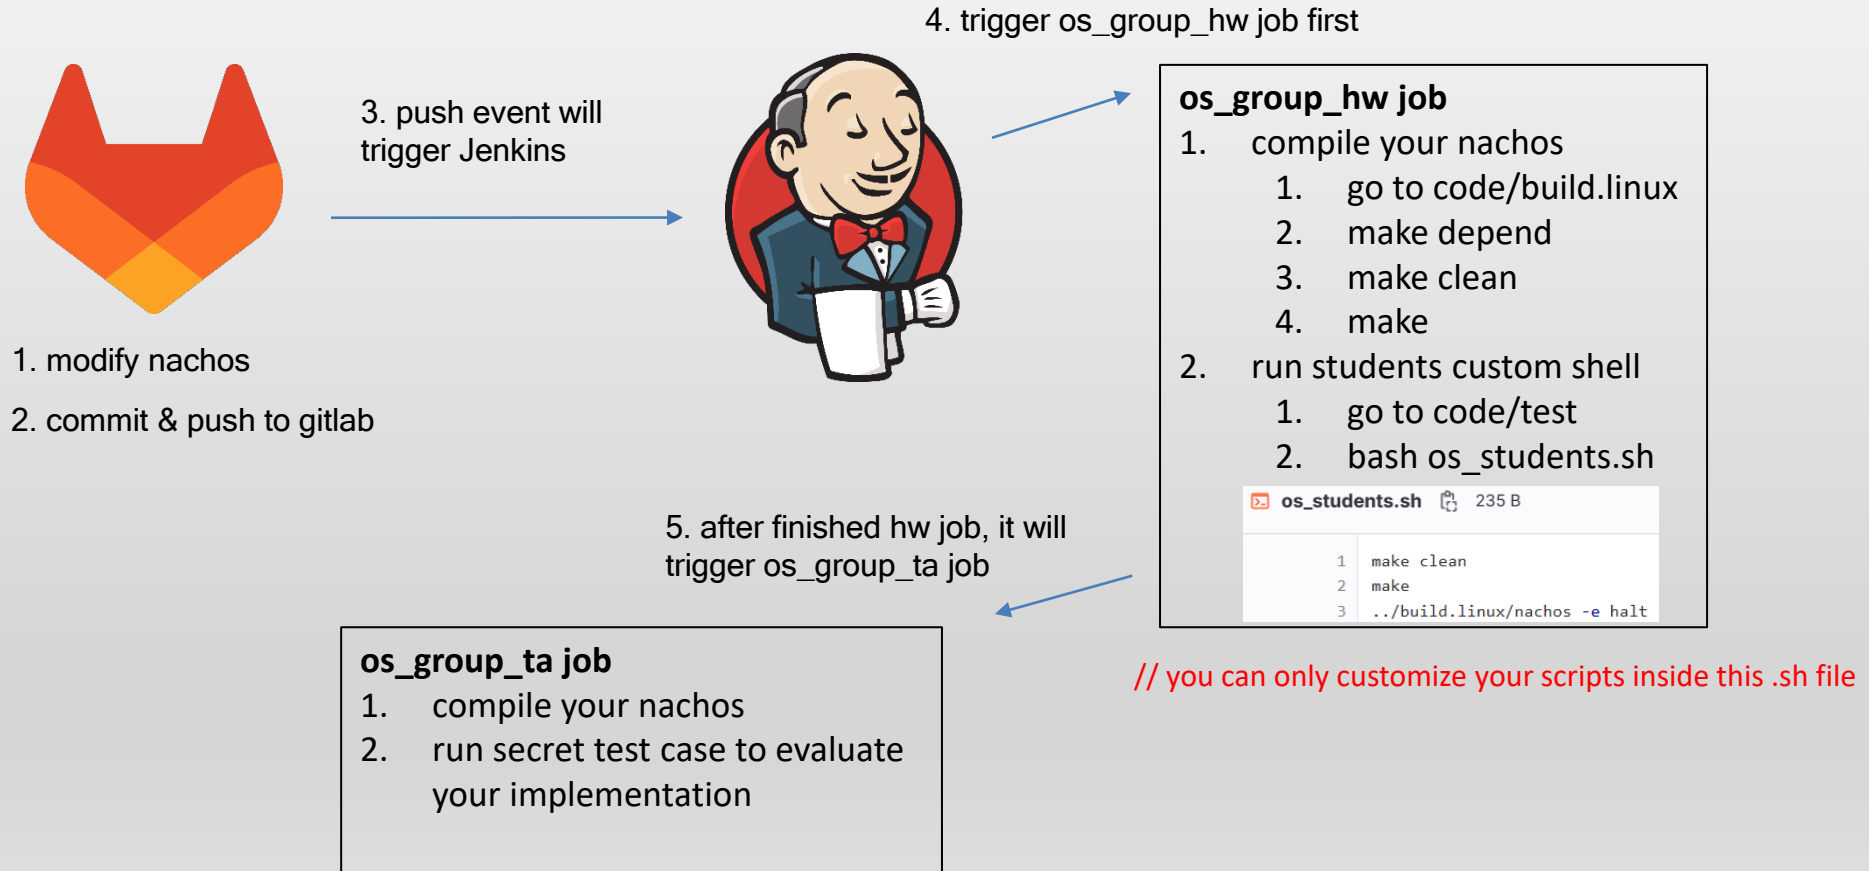 4. trigger os_group_hw job first
3. push event will
trigger Jenkins
1. modify nachos
2. commit & push to gitlab
os_group_hw job
1. compile your nachos
1. go to code/build.linux
2. make depend
3. make clean
4. make
2. run students custom shell
1. go to code/test
2. bash os_students.sh
os_students.sh 235 B
1 make clean
2 make
3 ../build.linux/nachos -e halt
// you can only customize your scripts inside this .sh file
5. after finished hw job, it will
trigger os_group_ta job
os_group_ta job
1. compile your nachos
2. run secret test case to evaluate
your implementation